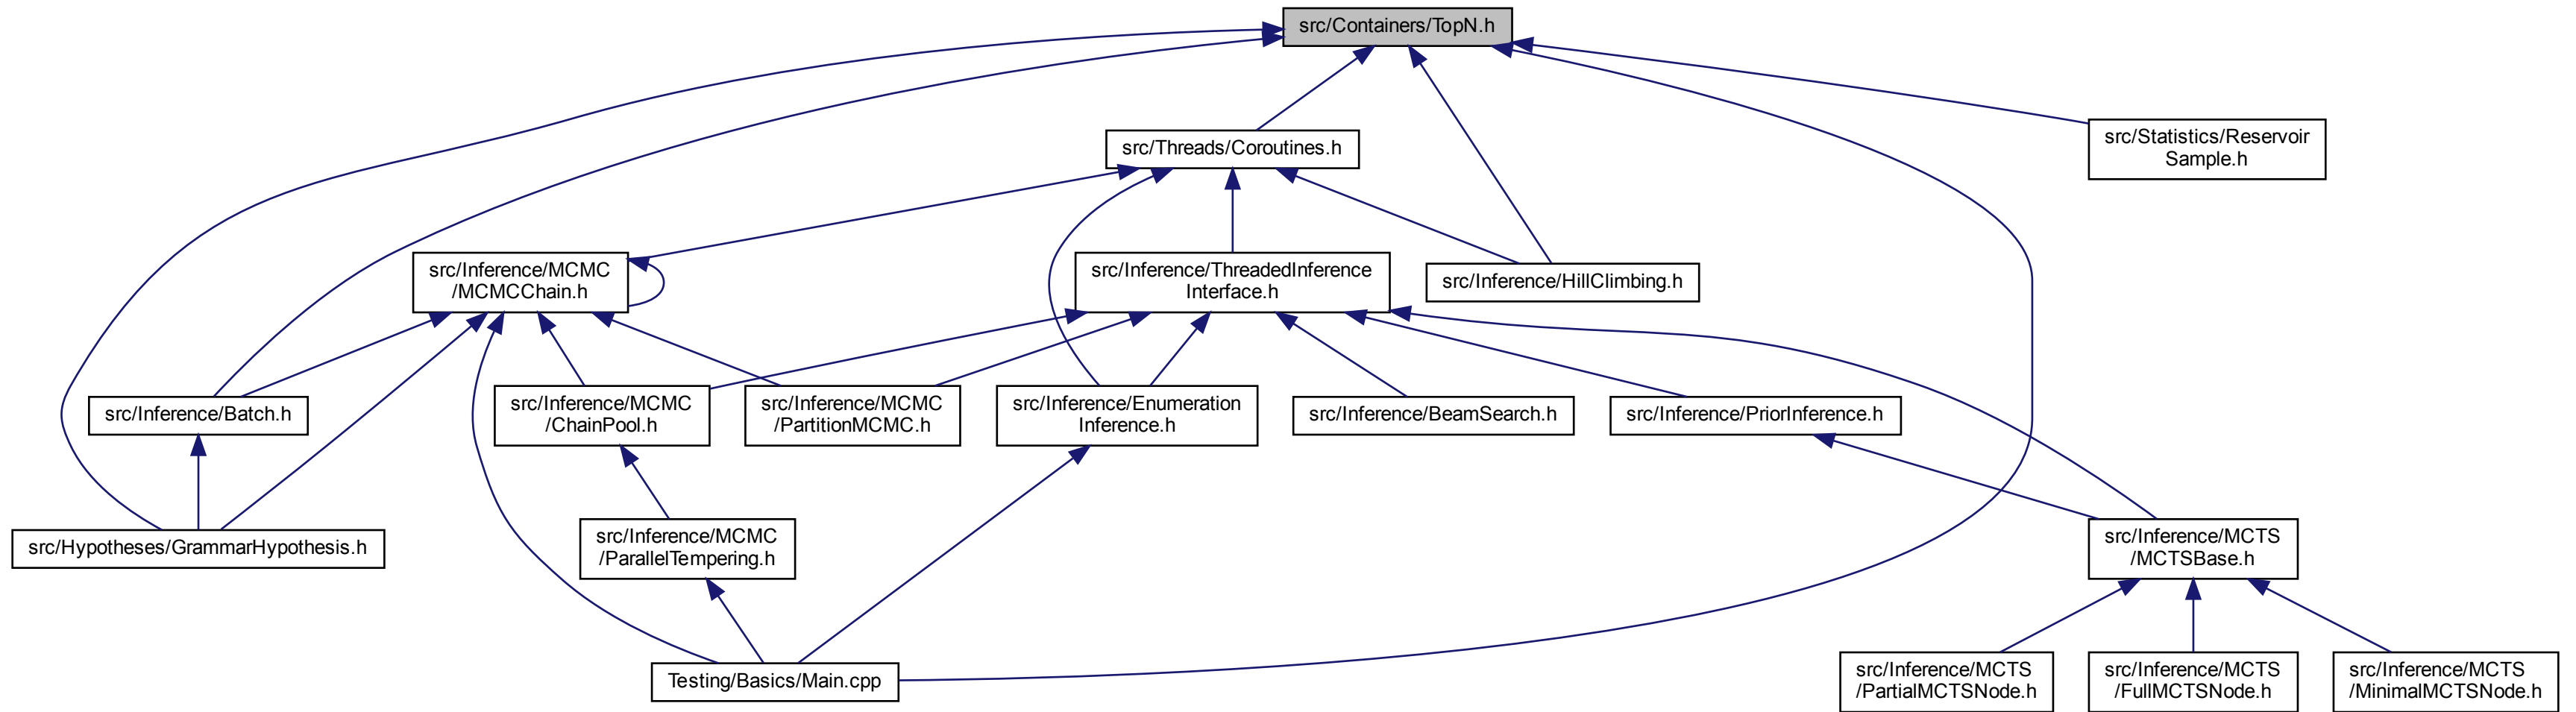 src/Containers/TopN.h
src/Threads/Coroutines.h
src/Statistics/Reservoir
Sample.h
src/Inference/MCMC
/MCMCChain.h
src/Inference/ThreadedInference
Interface.h
src/Inference/HillClimbing.h
src/Inference/Batch.h
src/Inference/MCMC
/ChainPool.h
src/Inference/MCMC
/PartitionMCMC.h
src/Inference/Enumeration
Inference.h
src/Inference/BeamSearch.h
src/Inference/PriorInference.h
src/Hypotheses/GrammarHypothesis.h
src/Inference/MCMC
/ParallelTempering.h
src/Inference/MCTS
/MCTSBase.h
Testing/Basics/Main.cpp
src/Inference/MCTS
/PartialMCTSNode.h
src/Inference/MCTS
/FullMCTSNode.h
src/Inference/MCTS
/MinimalMCTSNode.h